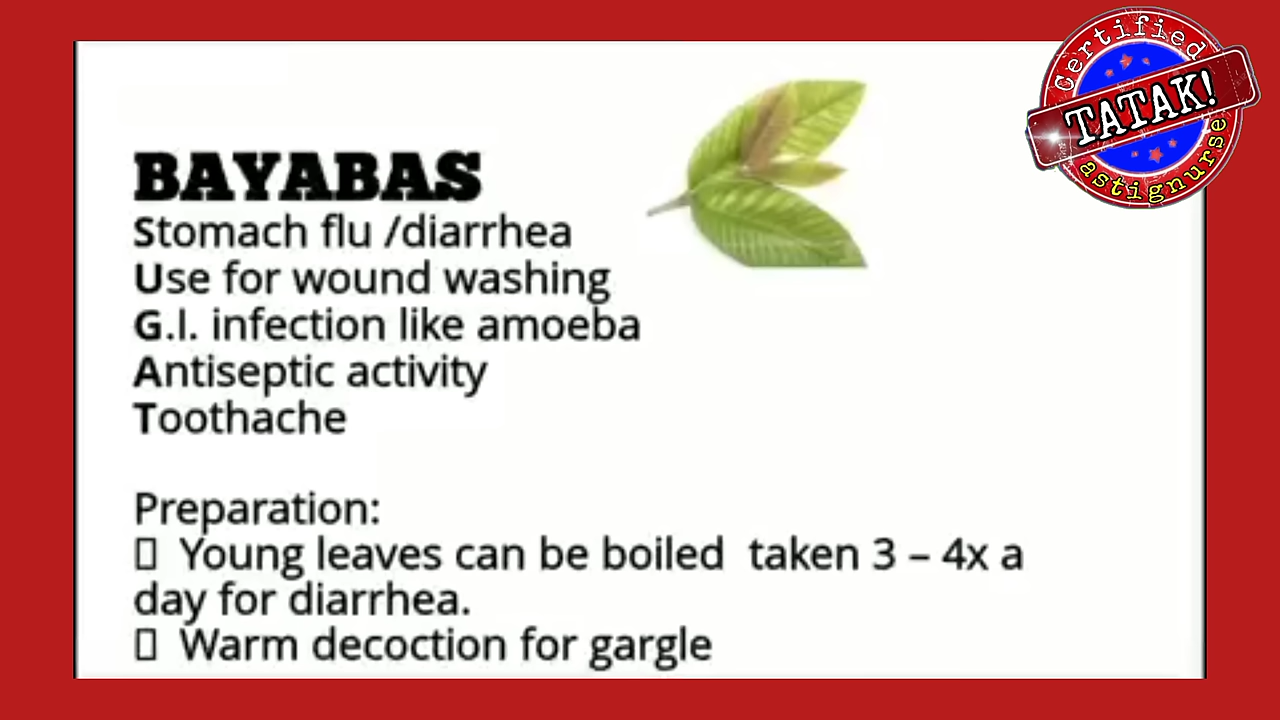 Certified
TATAK!
astignurse
BAYABAS
Stomach flu /diarrhea
Use for wound washing
G.I. infection like amoeba
Antiseptic activity
Toothache
Preparation:
▯ Young leaves can be boiled  taken 3 – 4x a
day for diarrhea.
▯ Warm decoction for gargle